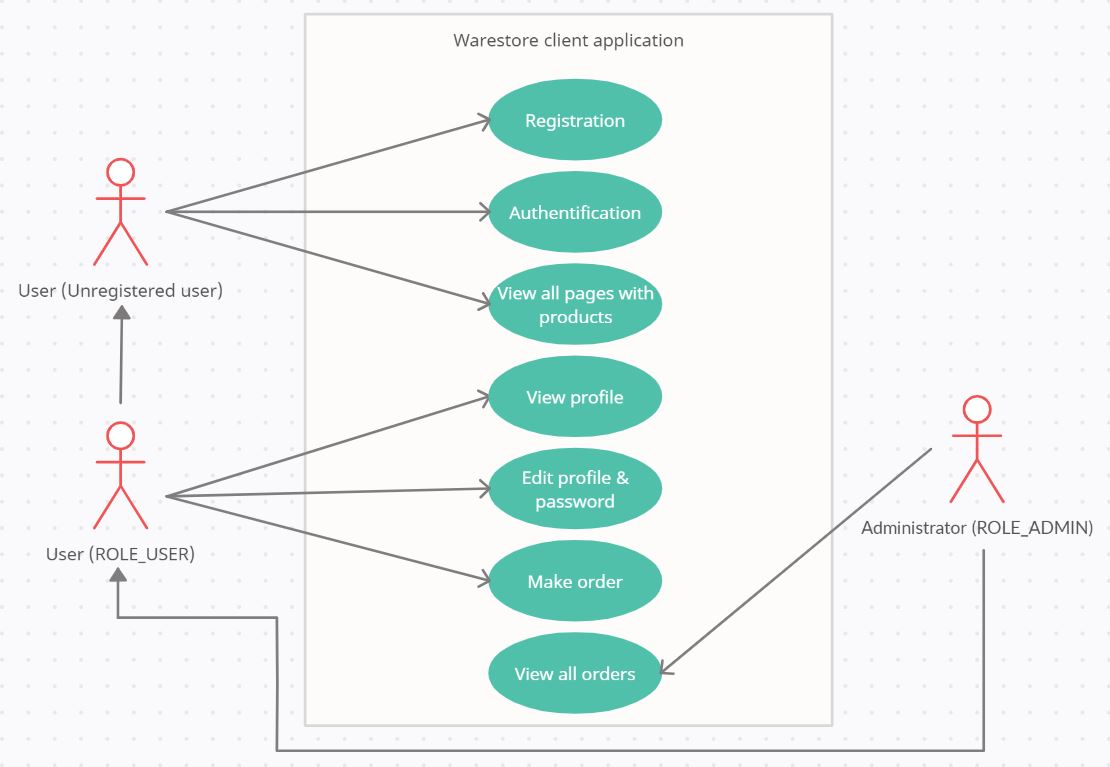 Warestore client application
Registration
Authentification
User (Unregistered user)
View all pages with
products
View profile
Edit profile &
password
Administrator (ROLE_ADMIN)
User (ROLE_USER)
Make order
View all orders